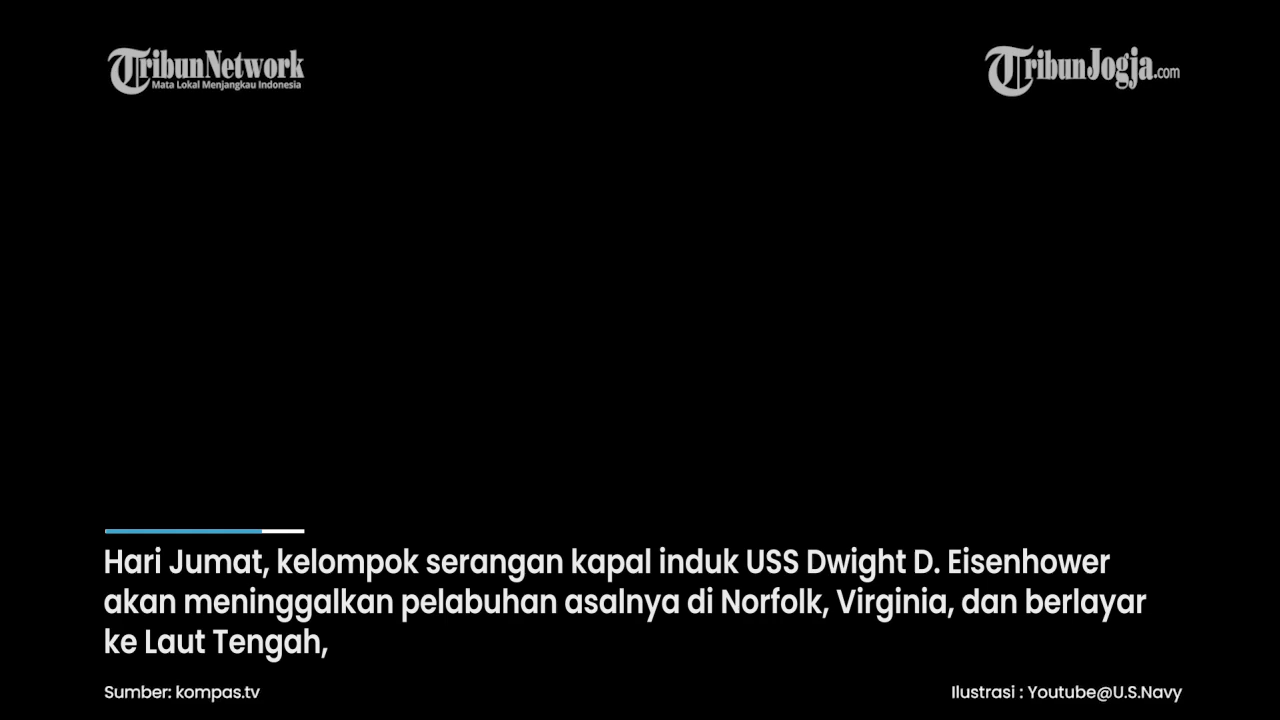 TribunNetwork
Mata Lokal Menjangkau Indonesia
TribunJogja.com
Hari Jumat, kelompok serangan kapal induk USS Dwight D. Eisenhower
akan meninggalkan pelabuhan asalnya di Norfolk, Virginia, dan berlayar
ke Laut Tengah,
Sumber: kompas.tv
Ilustrasi : Youtube@U.S.Navy